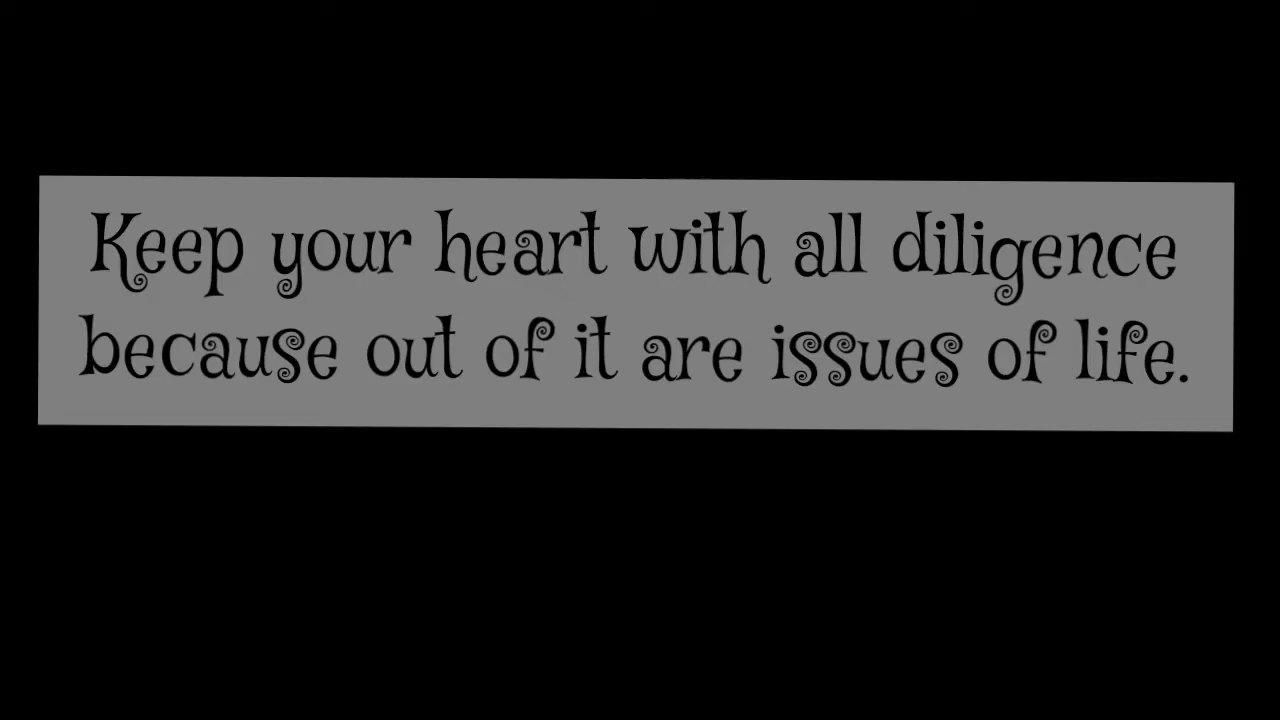 Keep your heart with all diligence
because out of it are issues of life.